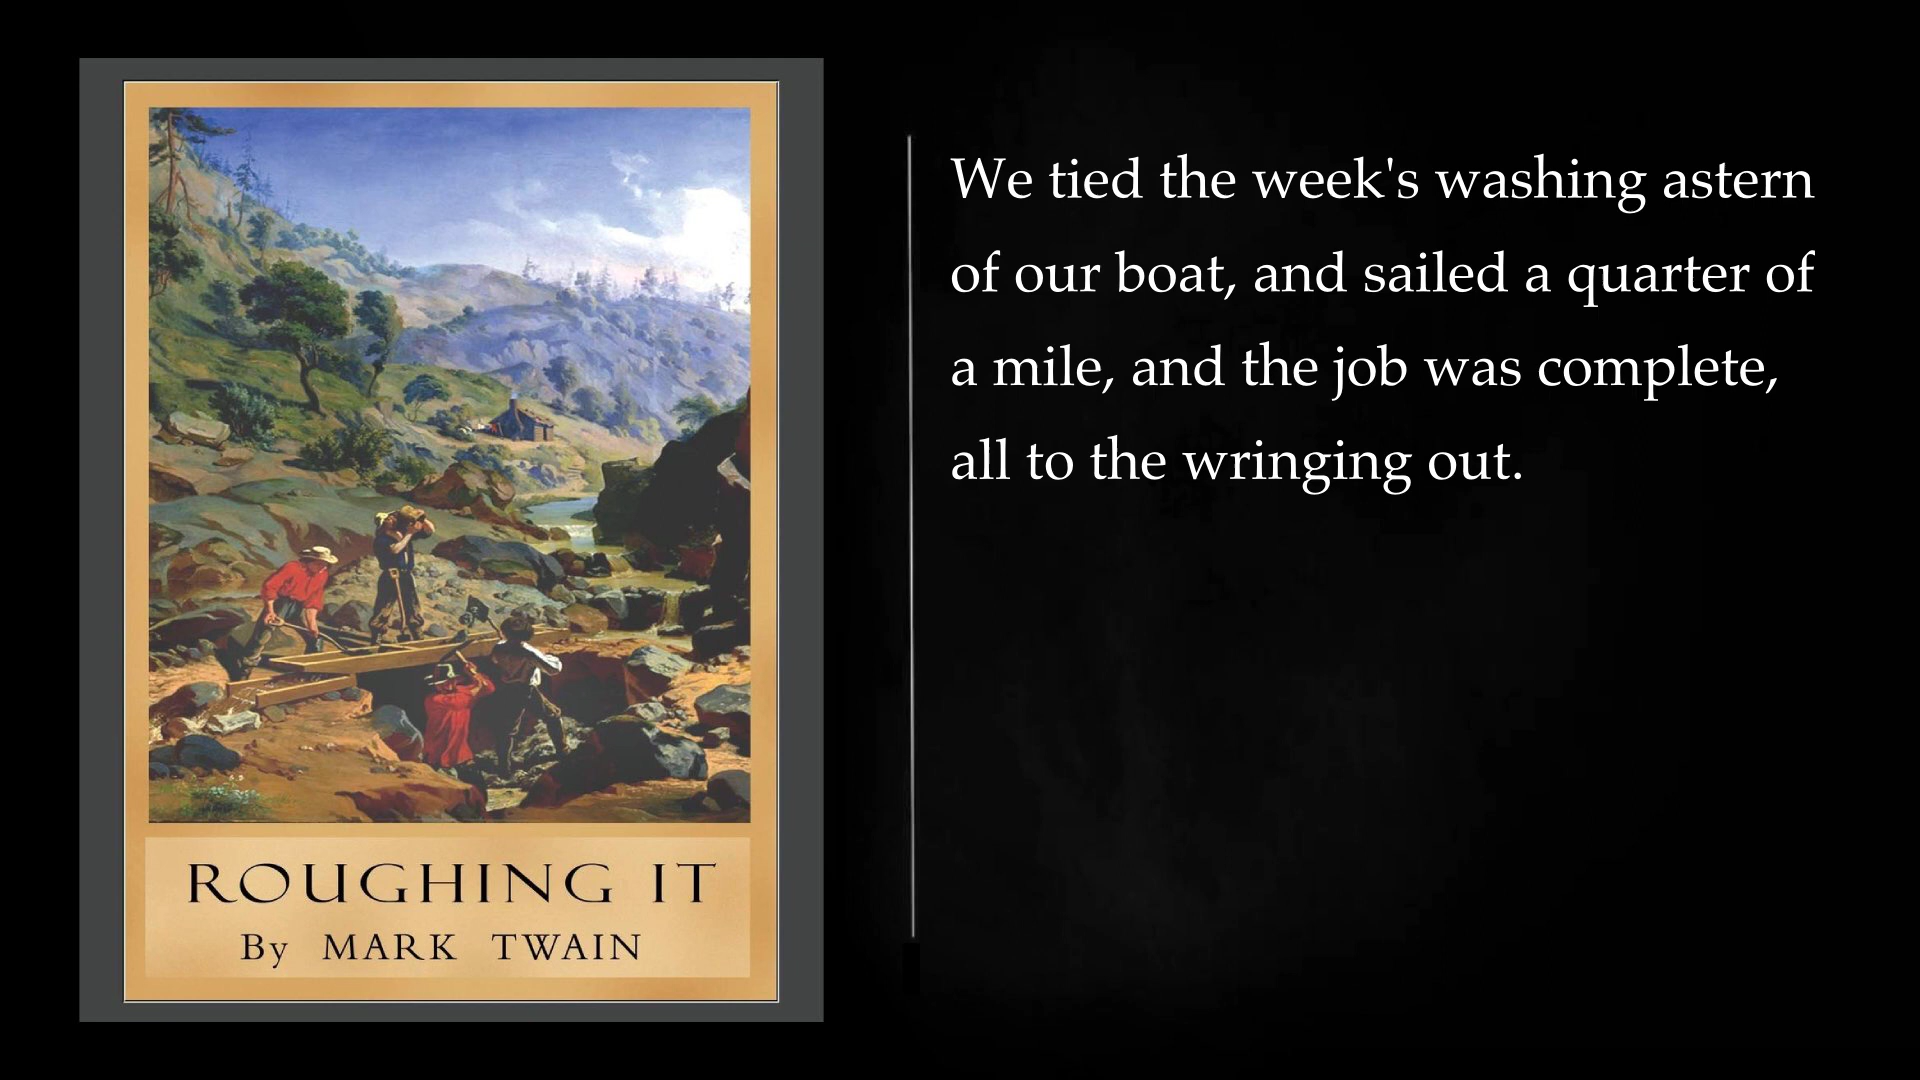 We tied the week's washing astern
of our boat, and sailed a quarter of
a mile, and the job was complete,
all to the wringing out.
ROUGHING IT
By MARK TWAIN